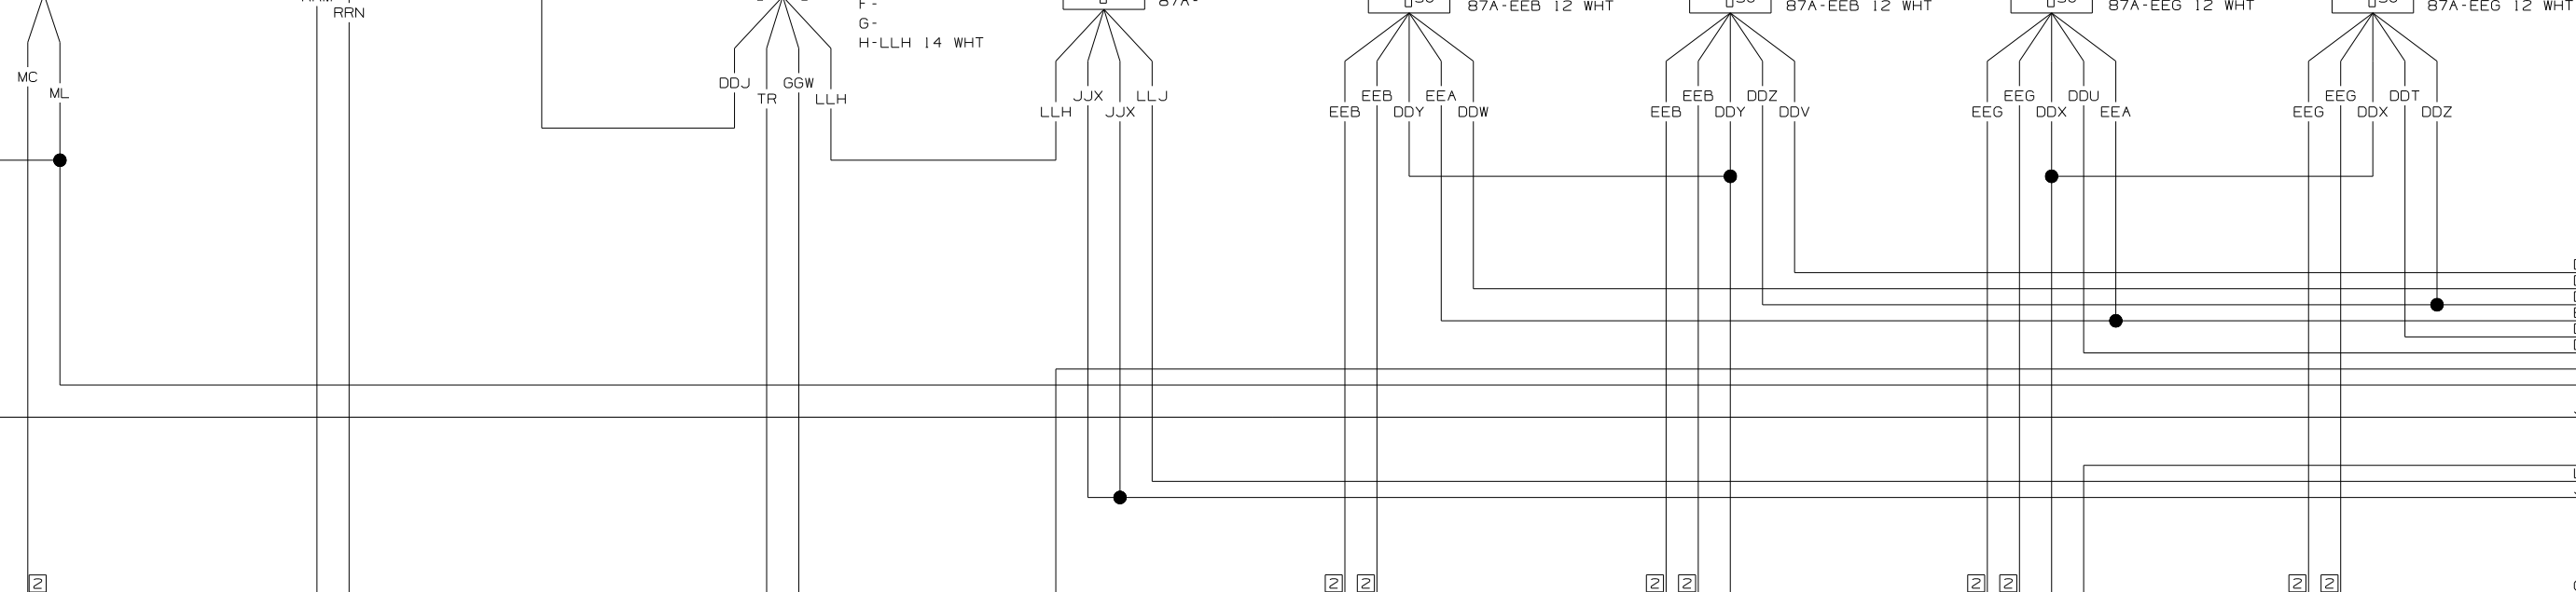 RRN
F-
G-
H-LLH 14 WHT
87A-
87A-EEB 12 WHT
87A-EEB 12 WHT
87A-EEG 12 WHT
87A-EEG 12 WHT
MC
ML
DDJ
TR
GGW
LLH
LLH
JJX
JJX
LLJ
EEB
EEB
DDY
EEA
DDW
EEB
EEB
DDY
DDZ
DDV
EEG
EEG
DDX
DDU
EEA
EEG
EEG
DDX
DDT
DDZ
2
2
2
2
2
2
2
2
2